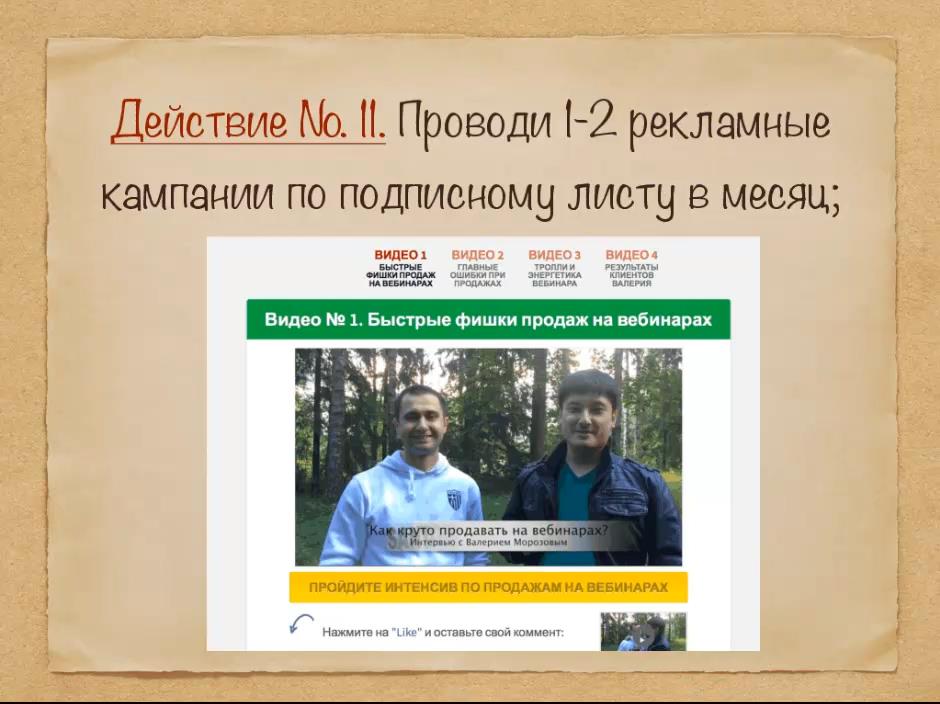 Действие No. 11. Проводи 1-2 рекламные
кампании по подписному листу в месяц;
ВИДЕО 1 ВИДЕО 2 ВИДЕО 3 ВИДЕО 4
БЫСТРЫЕ ГЛАВНЫЕ ТРОЛЛИ И РЕЗУЛЬТАТЫ
ФИШКИ ПРОДАЖ ОШИБКИ ПРИ ЭНЕРГЕТИКА КЛИЕНТОВ
НА ВЕБИНАРАХ ПРОДАЖАХ ВЕБИНАРА ВАЛЕРИЯ
Видео № 1. Быстрые фишки продаж на вебинарах
Как круто продавать на вебинарах?
Интервью с Валерием Морозовым
ПРОЙДИТЕ ИНТЕНСИВ ПО ПРОДАЖАМ НА ВЕБИНАРАХ
Нажмите на "Like" и оставьте свой коммент: